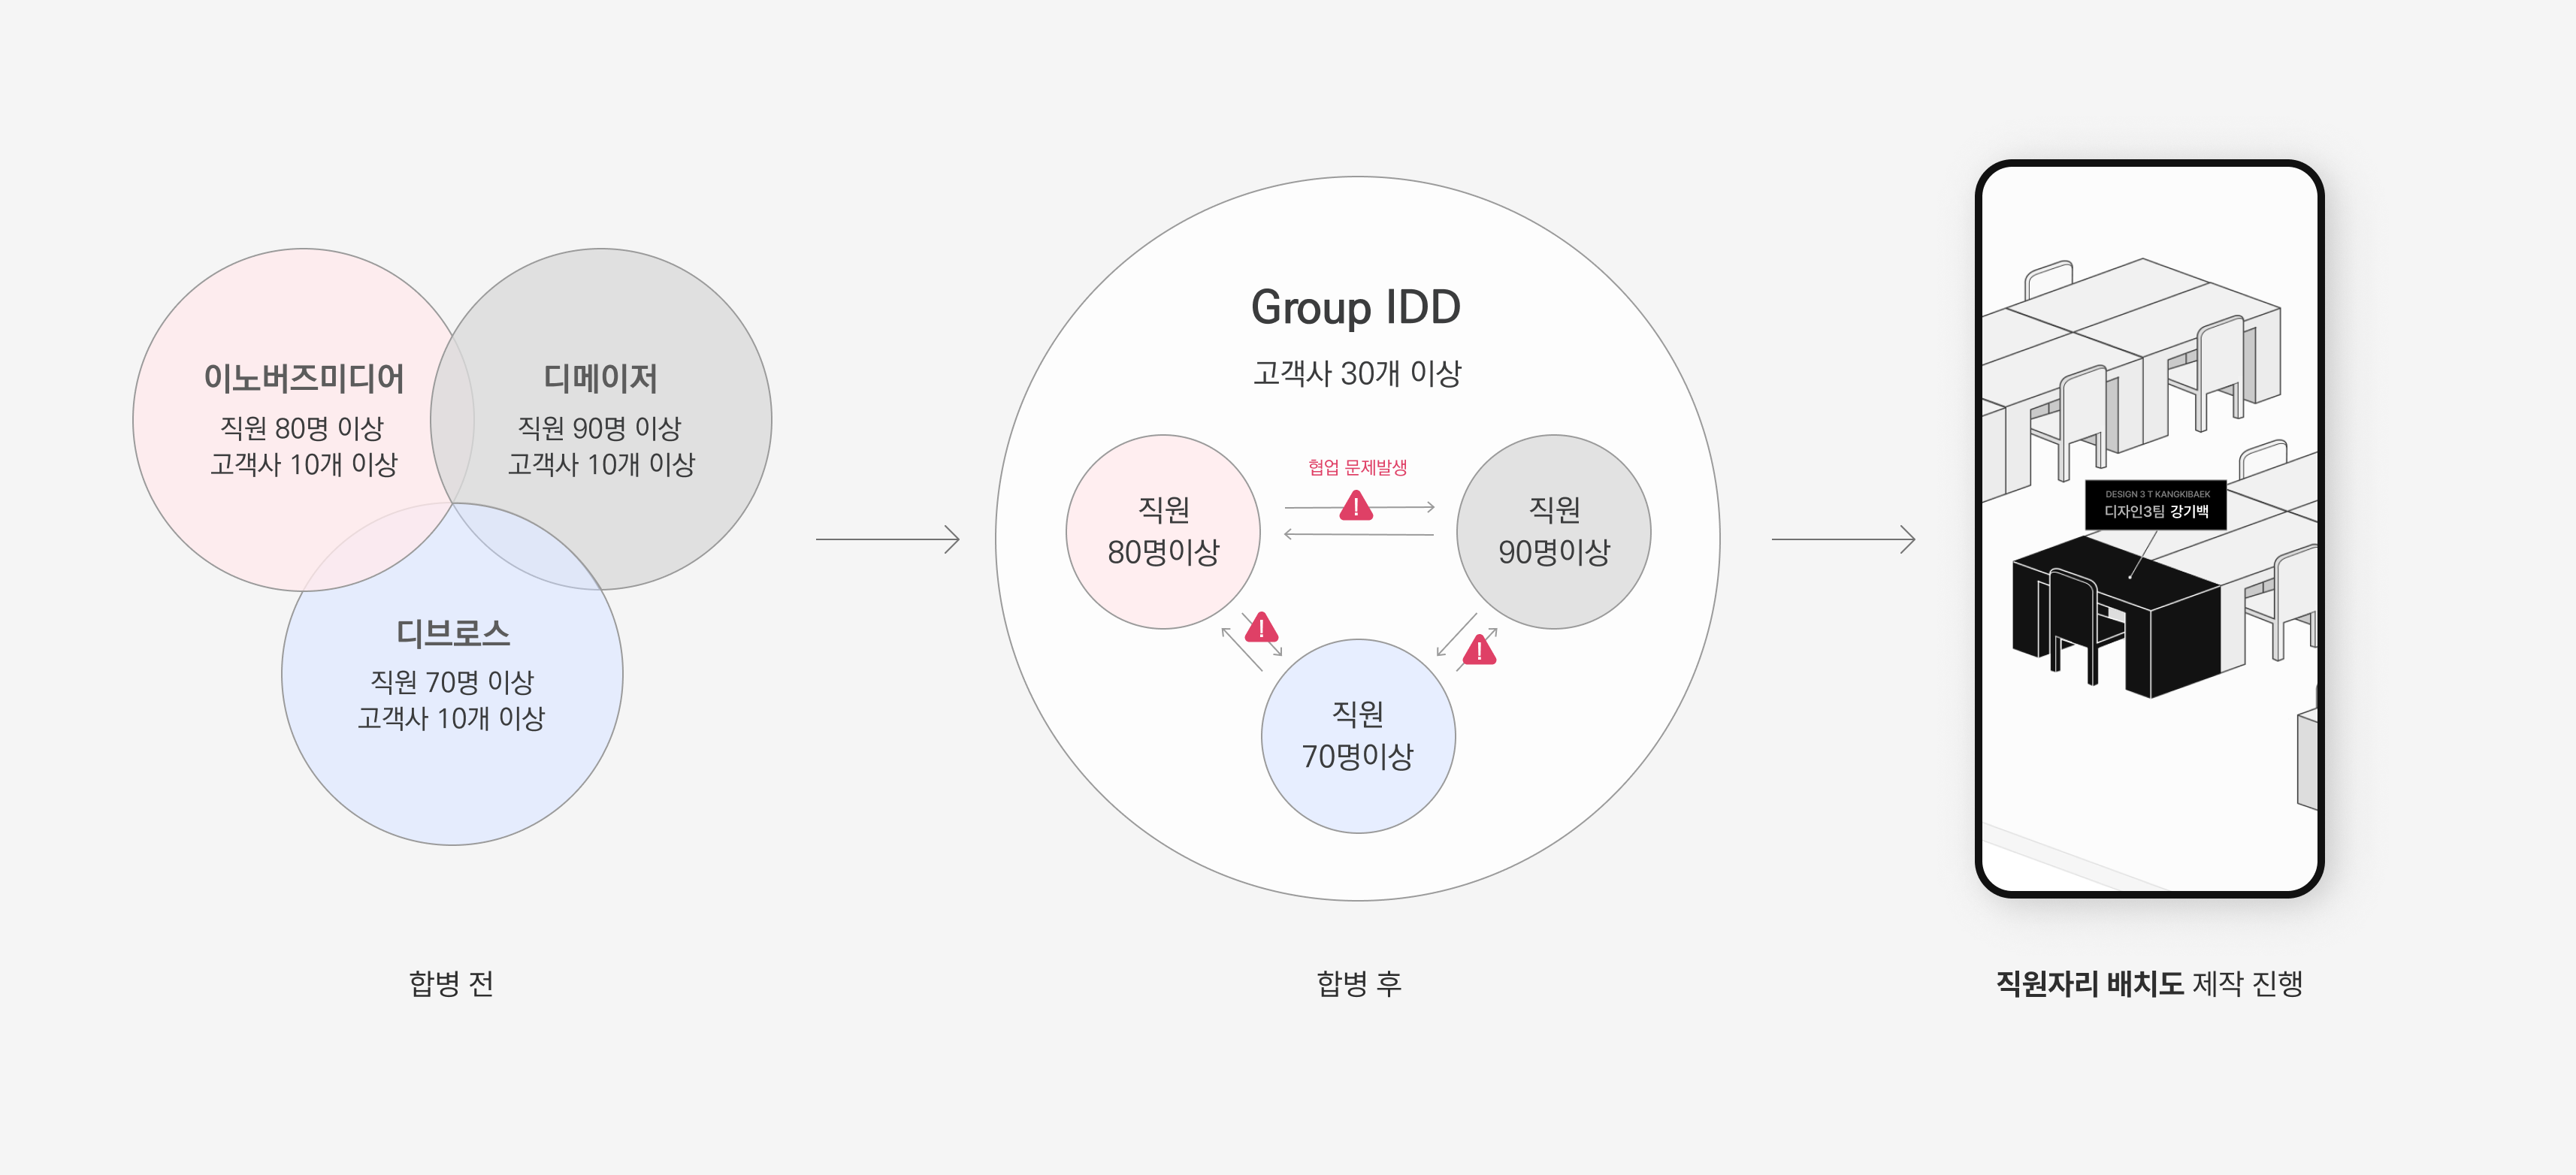 이노버즈미디어
직원 80명 이상
고객사 10개 이상
디메이저
직원 90명 이상
고객사 10개 이상
디브로스
직원 70명 이상
고객사 10개 이상
합병 전
Group IDD
고객사 30개 이상
직원
80명이상
협업 문제발생
직원
90명이상
직원
70명이상
합병 후
DESIGN 3 T KANGKIBAEK
디자인3팀 강기백
직원자리 배치도 제작 진행